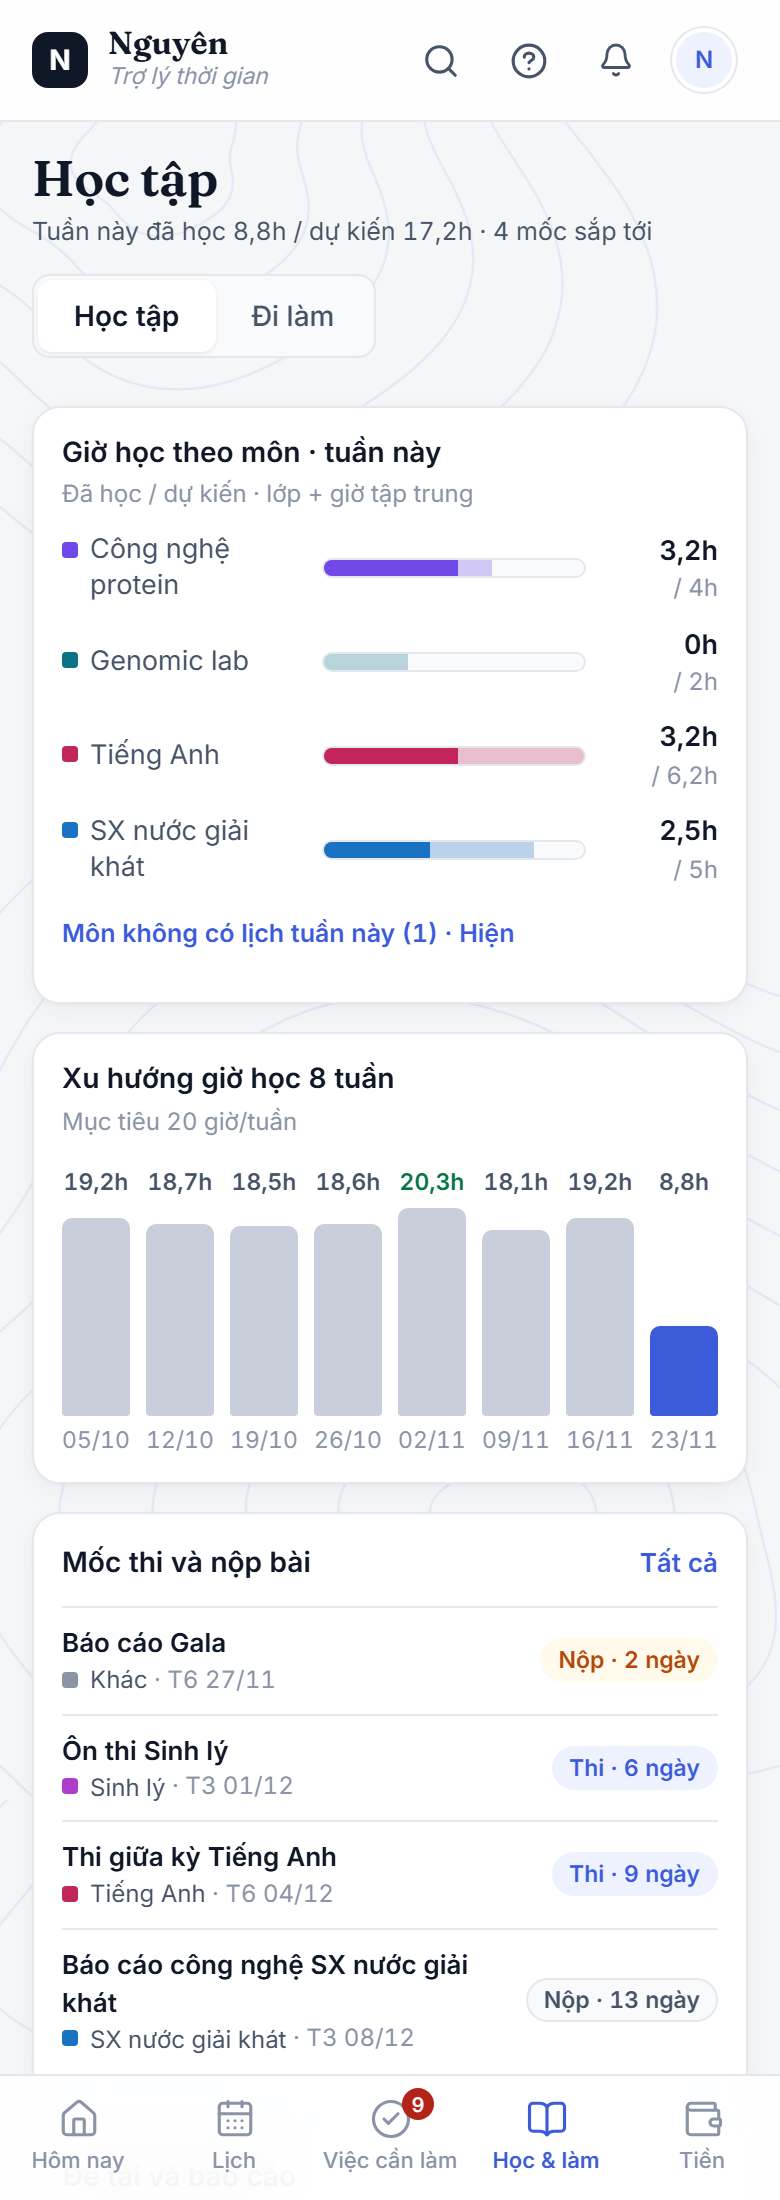 N
Nguyên
Trợ lý thời gian
N
Học tập
Tuần này đã học 8,8h / dự kiến 17,2h · 4 mốc sắp tới
Học tập
Đi làm
Giờ học theo môn · tuần này
Đã học / dự kiến · lớp + giờ tập trung
Công nghệ
protein
3,2h
/ 4h
Genomic lab
0h
/ 2h
Tiếng Anh
3,2h
/ 6,2h
SX nước giải
khát
2,5h
/ 5h
Môn không có lịch tuần này (1) · Hiện
Xu hướng giờ học 8 tuần
Mục tiêu 20 giờ/tuần
19,2h 18,7h 18,5h 18,6h 20,3h 18,1h 19,2h 8,8h
05/10 12/10 19/10 26/10 02/11 09/11 16/11 23/11
Mốc thi và nộp bài
Tất cả
Báo cáo Gala
Khác · T6 27/11
Nộp · 2 ngày
Ôn thi Sinh lý
Sinh lý · T3 01/12
Thi · 6 ngày
Thi giữa kỳ Tiếng Anh
Tiếng Anh · T6 04/12
Thi · 9 ngày
Báo cáo công nghệ SX nước giải
khát
SX nước giải khát · T3 08/12
Nộp · 13 ngày
9
Hôm nay
Lịch
Việc cần làm
Học & làm
Tiền
Đề tài và báo cáo